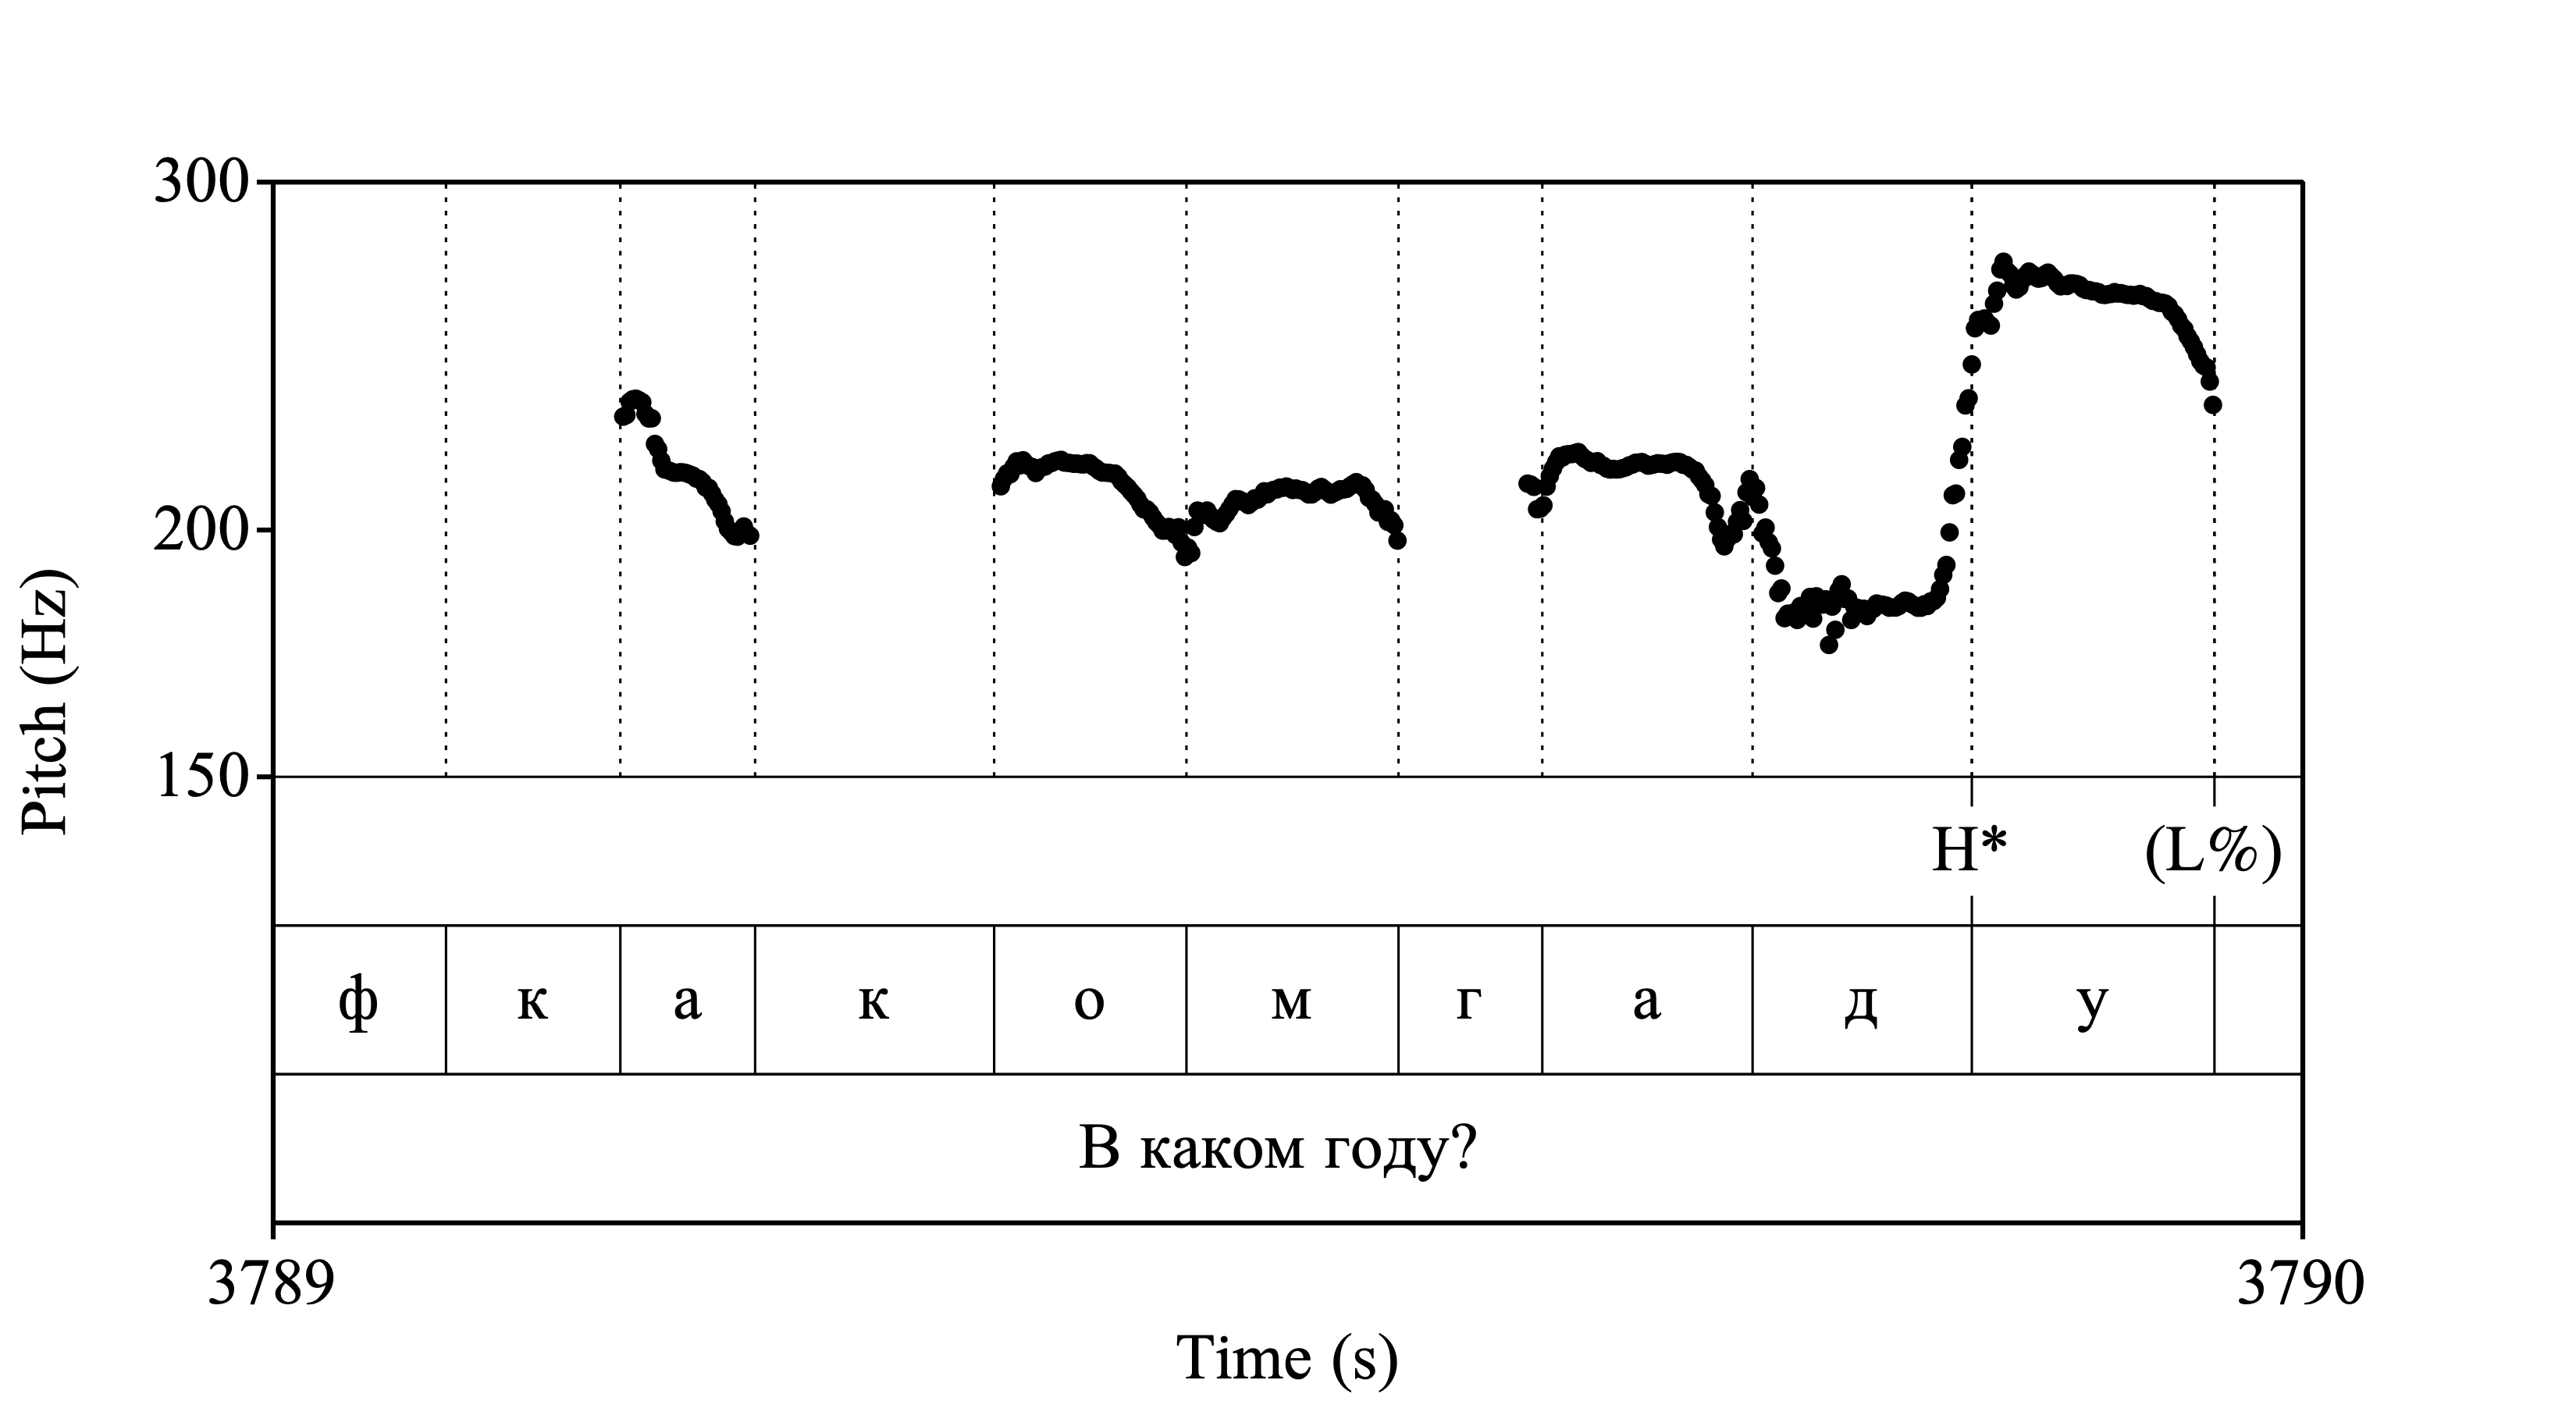 300
200
150
Pitch (Hz)
H* (L%)
ф к а к о м г а д у
В каком году?
3789 3790
Time (s)